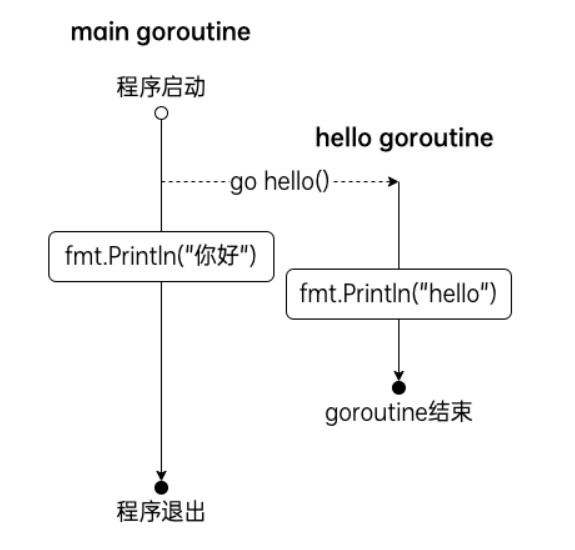 main goroutine
程序启动
hello goroutine
go hello()
fmt.Println("你好")
fmt.Println("hello")
goroutine结束
程序退出